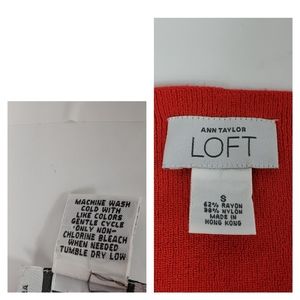 MACHINE WASH
COLD WITH
LIKE COLORS
GENTLE CYCLE
"ONLY NON-
CHLORINE BLEACH
WHEN NEEDED
TUMBLE DRY LOW
ANN TAYLOR
LOFT
S
62% RAYON
38% NYLON
MADE IN
HONG KONG